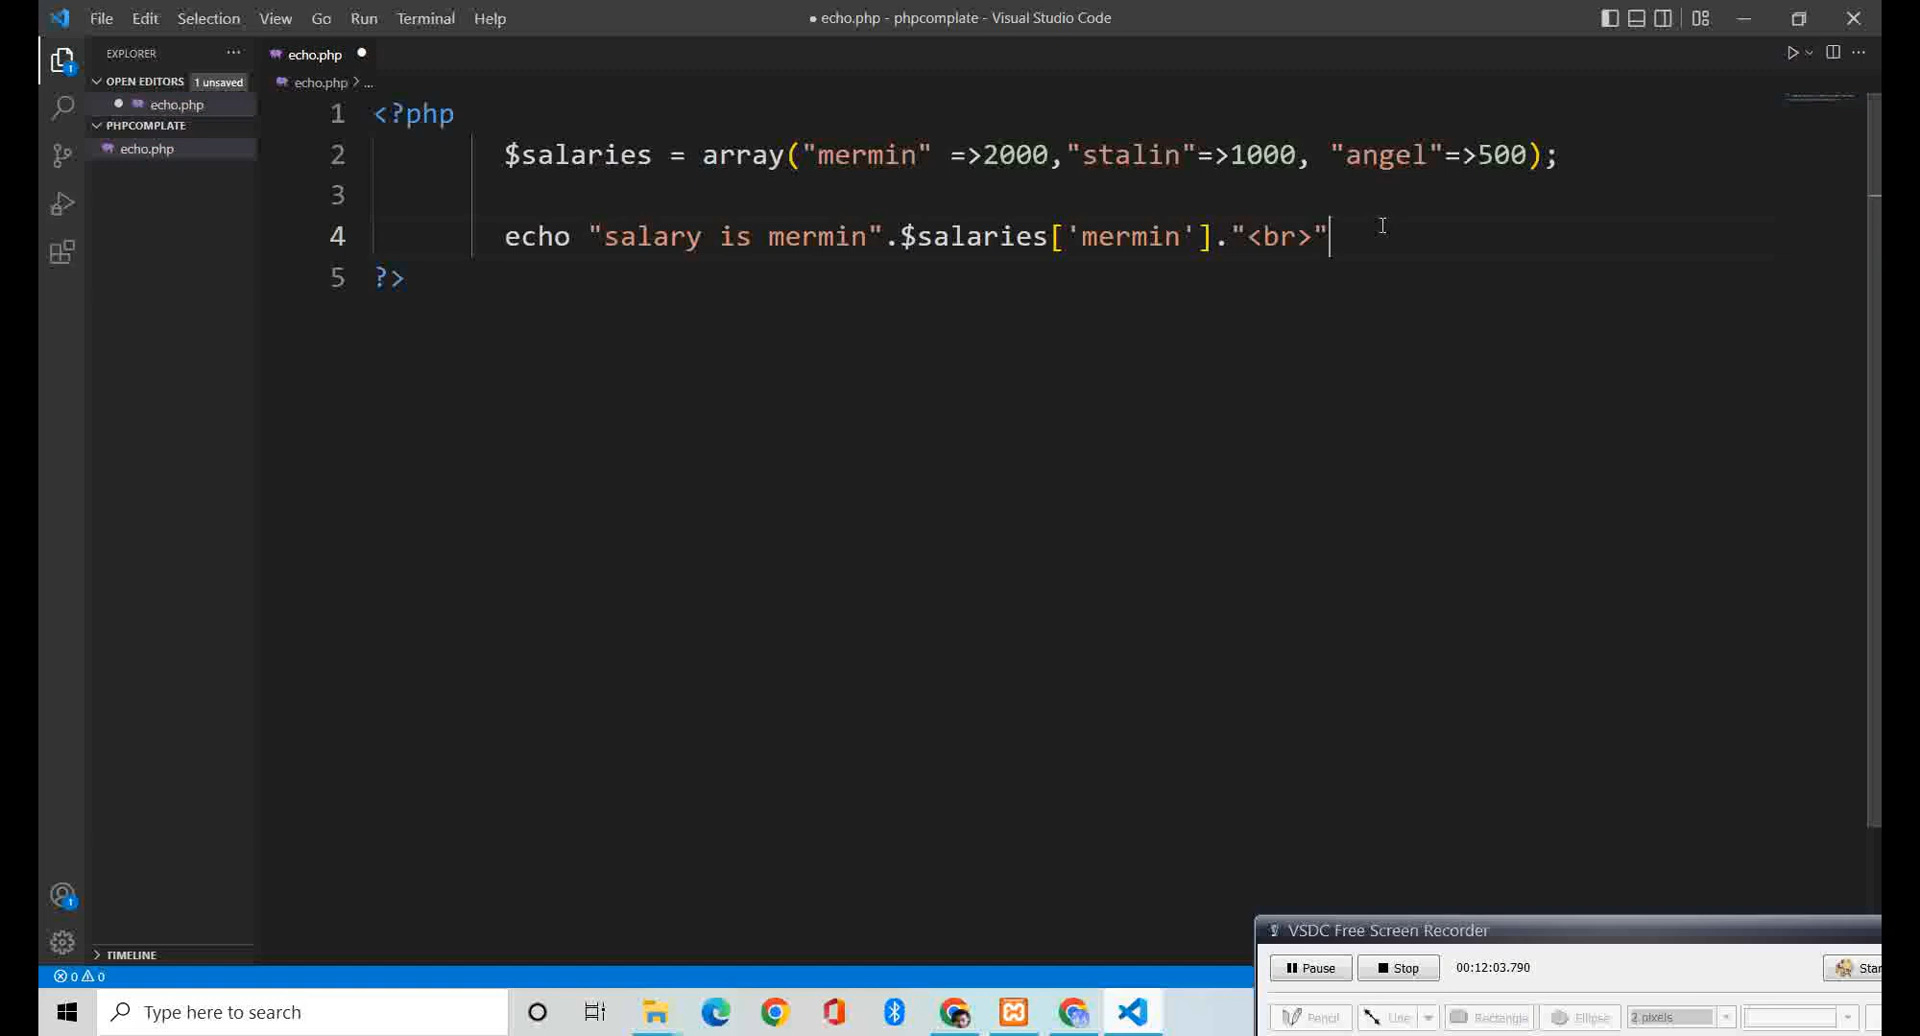 File Edit Selection View Go Run Terminal Help
● echo.php - phpcomplate - Visual Studio Code
EXPLORER
OPEN EDITORS 1 unsaved
echo.php
PHPCOMPLATE
echo.php
TIMELINE
echo.php
echo.php > ...
1 <?php
2 $salaries = array("mermin" =>2000,"stalin"=>1000, "angel"=>500);
3
4 echo "salary is mermin".$salaries['mermin']."<br>"
5 ?>
1
1
0 0
VSDC Free Screen Recorder
Pause Stop 00:12:03.790
Pencil Line Rectangle Ellipse 2 pixels
Type here to search